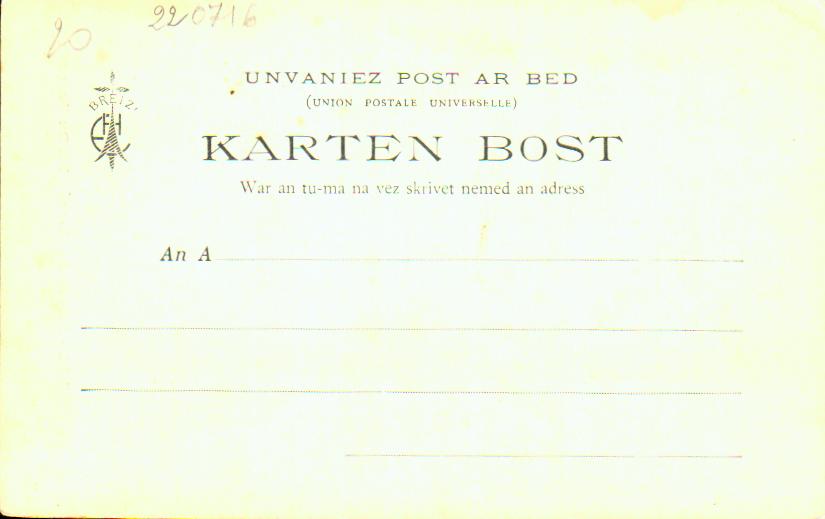 220716
20
UNVANIEZ POST AR BED
(UNION POSTALE UNIVERSELLE)
BREIZ
KARTEN BOST
War an tu-ma na vez skrivet nemed an adress
An A